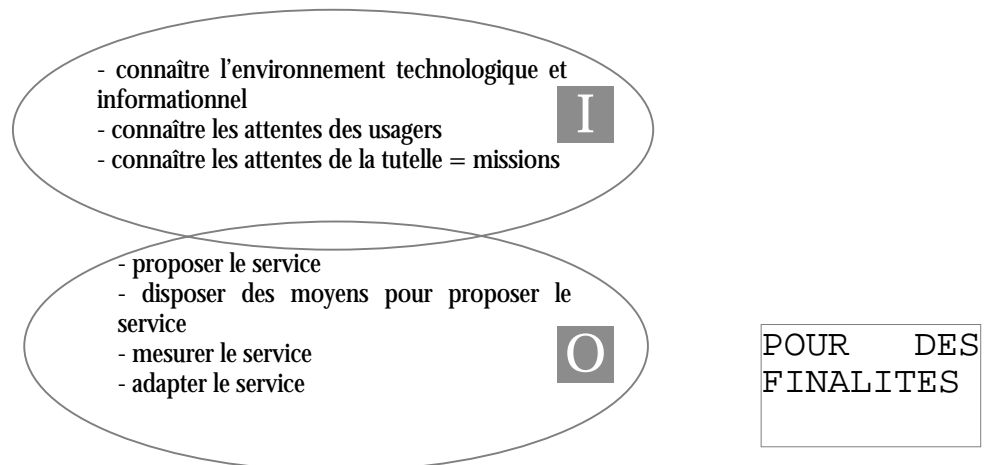 - connaître l'environnement technologique et
informationnel
- connaître les attentes des usagers
- connaître les attentes de la tutelle = missions
I
- proposer le service
- disposer des moyens pour proposer le
service
- mesurer le service
- adapter le service
O
POUR DES
FINALITES